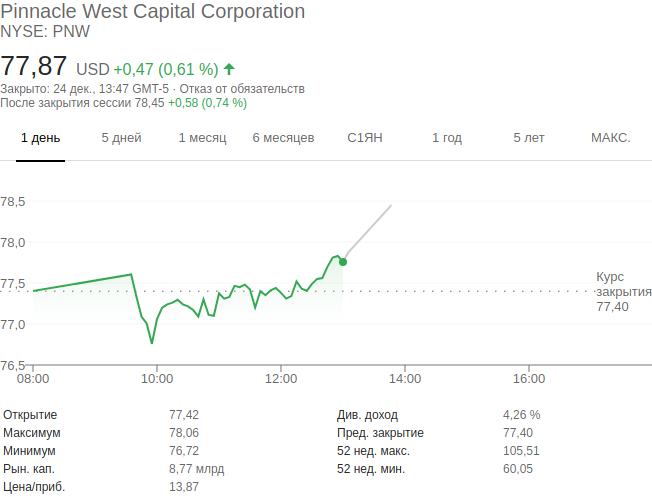 Pinnacle West Capital Corporation
NYSE: PNW
77,87 USD +0,47 (0,61 %)
Закрыто: 24 дек., 13:47 GMT-5 · Отказ от обязательств
После закрытия сессии 78,45 +0,58 (0,74 %)
1 день 5 дней 1 месяц 6 месяцев С1ЯН 1 год 5 лет МАКС.
78,5
78,0
77,5
77,0
76,5
Курс
закрытия
77,40
08:00 10:00 12:00 14:00 16:00
Открытие 77,42 Див. доход 4,26 %
Максимум 78,06 Пред. закрытие 77,40
Минимум 76,72 52 нед. макс. 105,51
Рын. кап. 8,77 млрд 52 нед. мин. 60,05
Цена/приб. 13,87